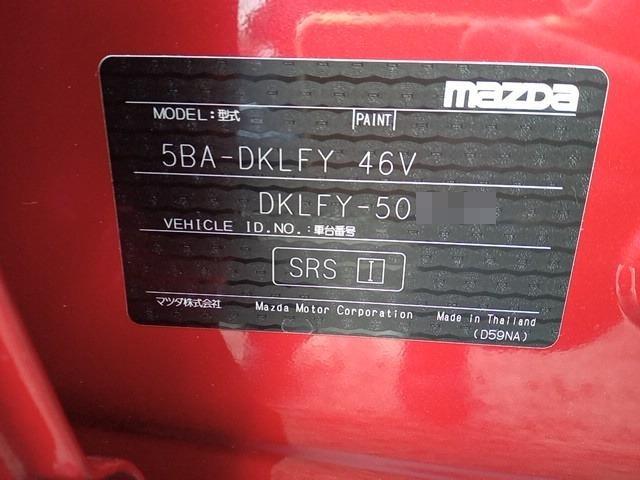 mazda
MODEL:型式 PAINT
5BA-DKLFY 46V
DKLFY-50
VEHICLE ID.NO.:車台番号
SRS I
マツダ株式会社 Mazda Motor Corporation Made in Thailand
(D59NA)